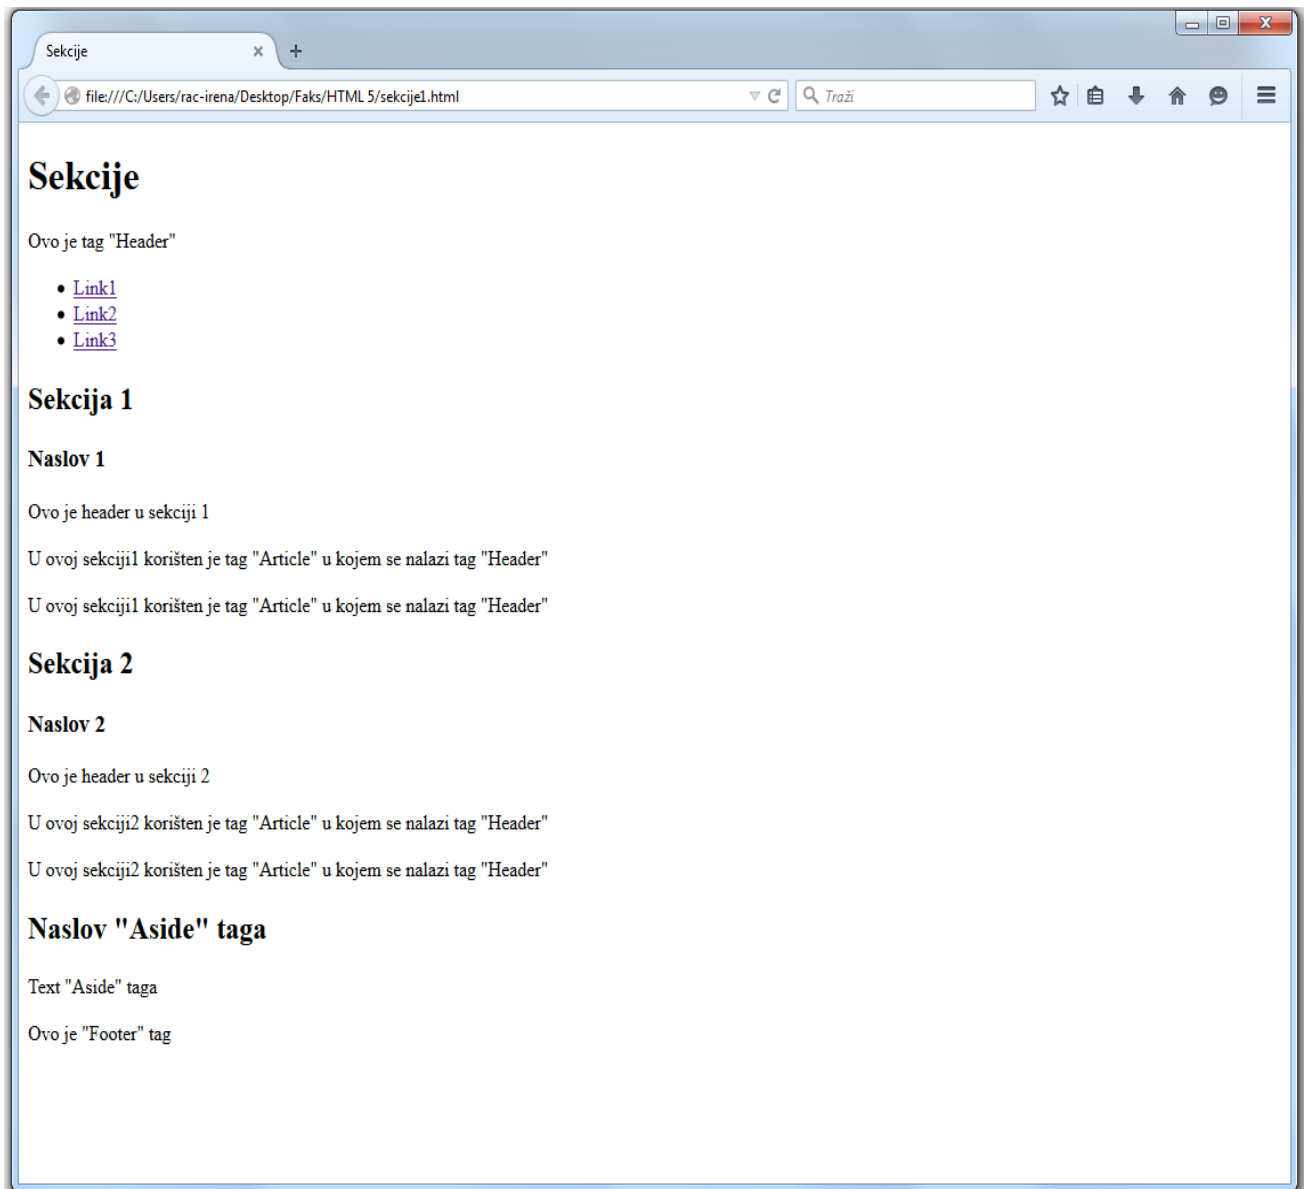 Sekcije
file:///C:/Users/rac-irena/Desktop/Faks/HTML 5/sekcije1.html
Traži
Sekcije
Ovo je tag "Header"
Link1
Link2
Link3
Sekcija 1
Naslov 1
Ovo je header u sekciji 1
U ovoj sekciji1 korišten je tag "Article" u kojem se nalazi tag "Header"
U ovoj sekciji1 korišten je tag "Article" u kojem se nalazi tag "Header"
Sekcija 2
Naslov 2
Ovo je header u sekciji 2
U ovoj sekciji2 korišten je tag "Article" u kojem se nalazi tag "Header"
U ovoj sekciji2 korišten je tag "Article" u kojem se nalazi tag "Header"
Naslov "Aside" taga
Text "Aside" taga
Ovo je "Footer" tag